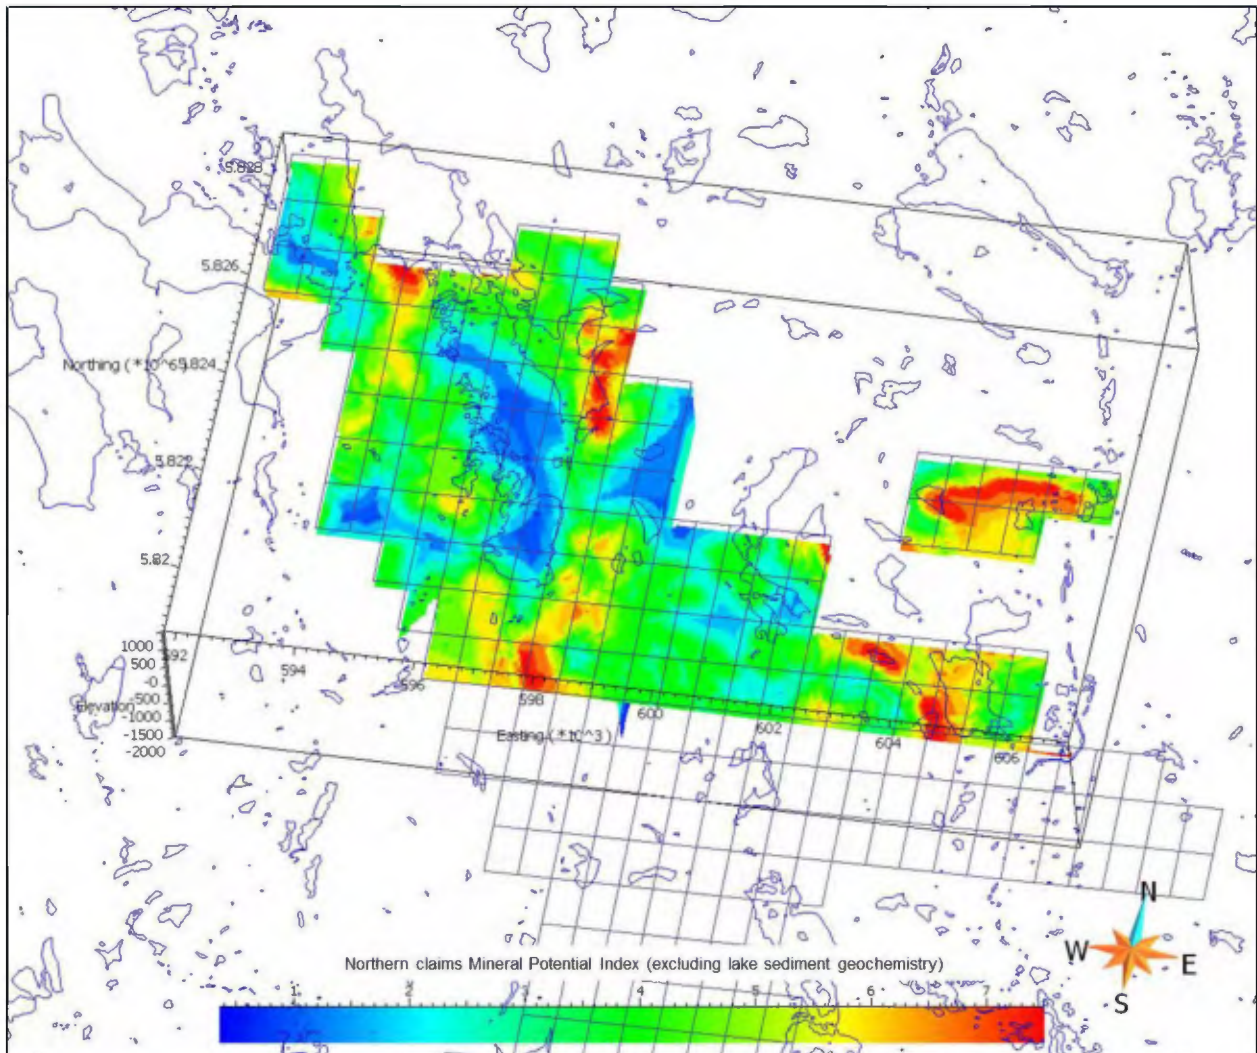 5.828
5.826
Northing ( *10^6)
5.824
5.822
5.82
1000
500
-0
-500
-1000
-1500
-2000
Elevation
592
594
596
598
600
602
604
606
Easting ( *10^3 )
N
W
E
S
Northern claims Mineral Potential Index (excluding lake sediment geochemistry)
1 2 3 4 5 6 7